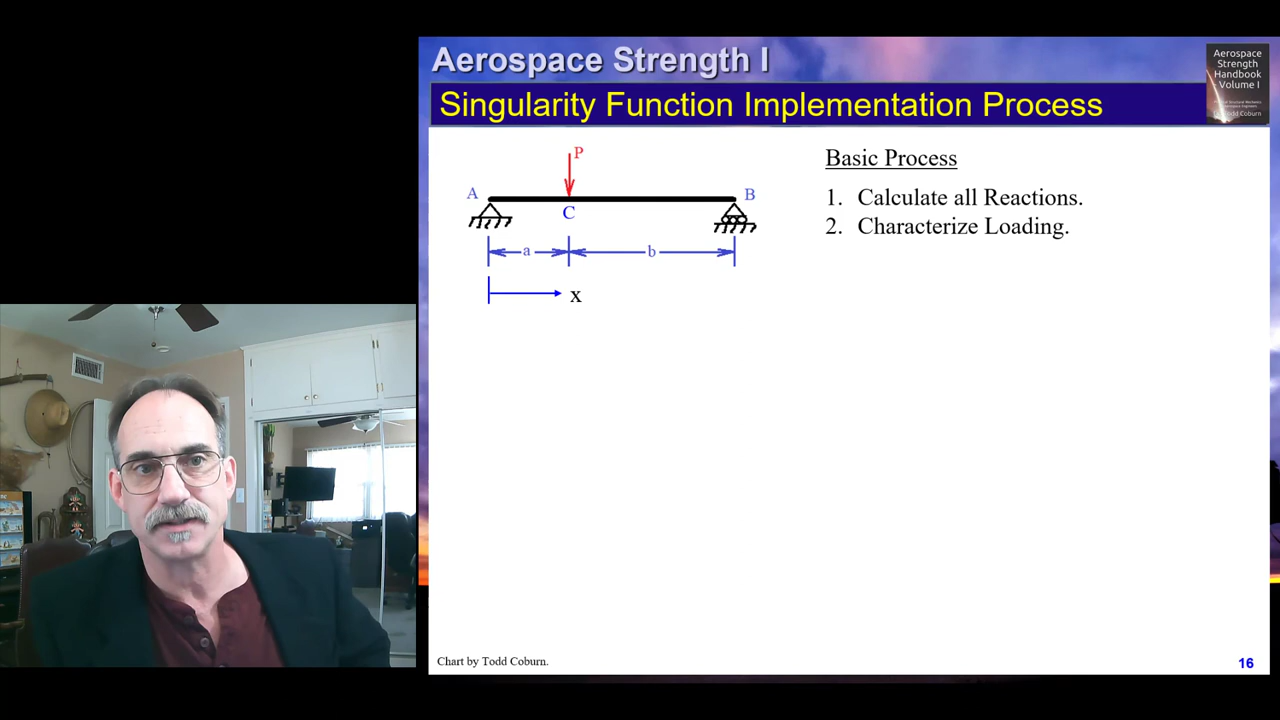 Aerospace Strength I
Singularity Function Implementation Process
Aerospace
Strength
Handbook
Volume I
P
A
B
C
a
b
x
Basic Process
1. Calculate all Reactions.
2. Characterize Loading.
Chart by Todd Coburn.
16